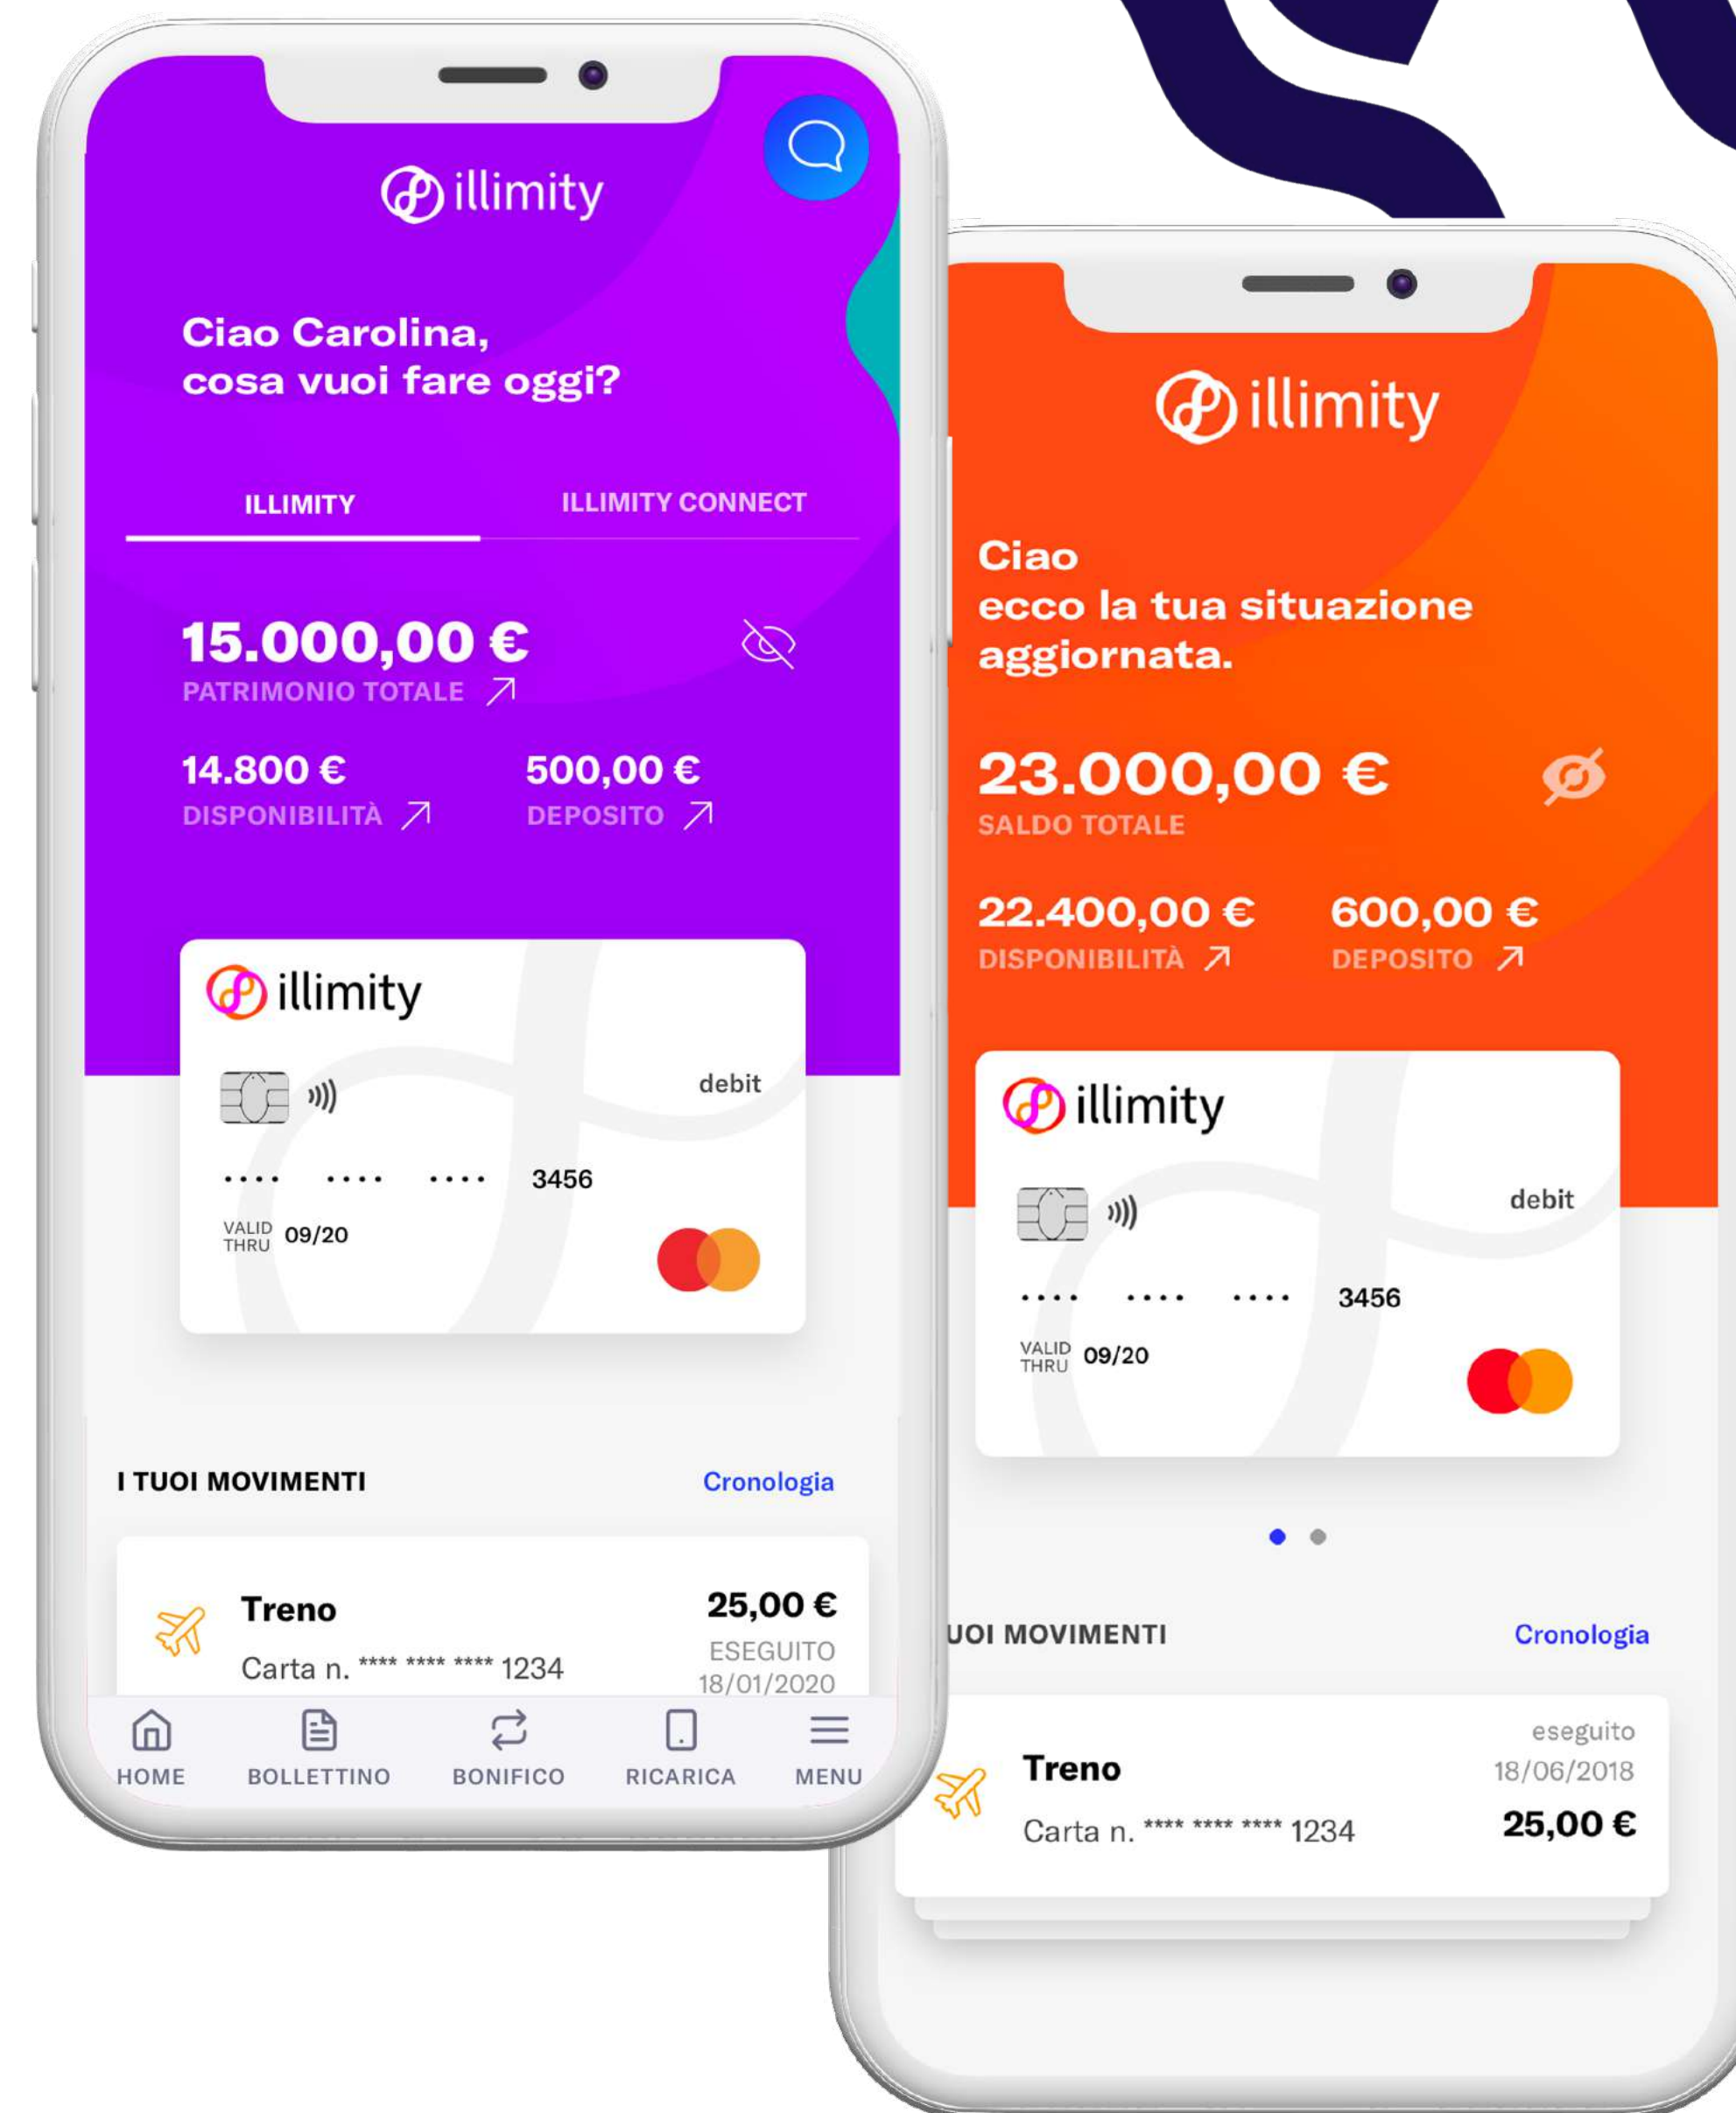 illimity
Ciao Carolina,
cosa vuoi fare oggi?
ILLIMITY ILLIMITY CONNECT
15.000,00 €
PATRIMONIO TOTALE
14.800 € 500,00 €
DISPONIBILITÀ DEPOSITO
illimity
debit
•••• •••• •••• 3456
VALID THRU 09/20
I TUOI MOVIMENTI Cronologia
Treno 25,00 €
ESEGUITO
Carta n. **** **** **** 1234
18/01/2020
HOME BOLLETTINO BONIFICO RICARICA MENU
illimity
Ciao
ecco la tua situazione
aggiornata.
23.000,00 €
SALDO TOTALE
22.400,00 € 600,00 €
DISPONIBILITÀ DEPOSITO
illimity
debit
•••• •••• •••• 3456
VALID THRU 09/20
UOI MOVIMENTI Cronologia
eseguito
Treno 18/06/2018
Carta n. **** **** **** 1234 25,00 €